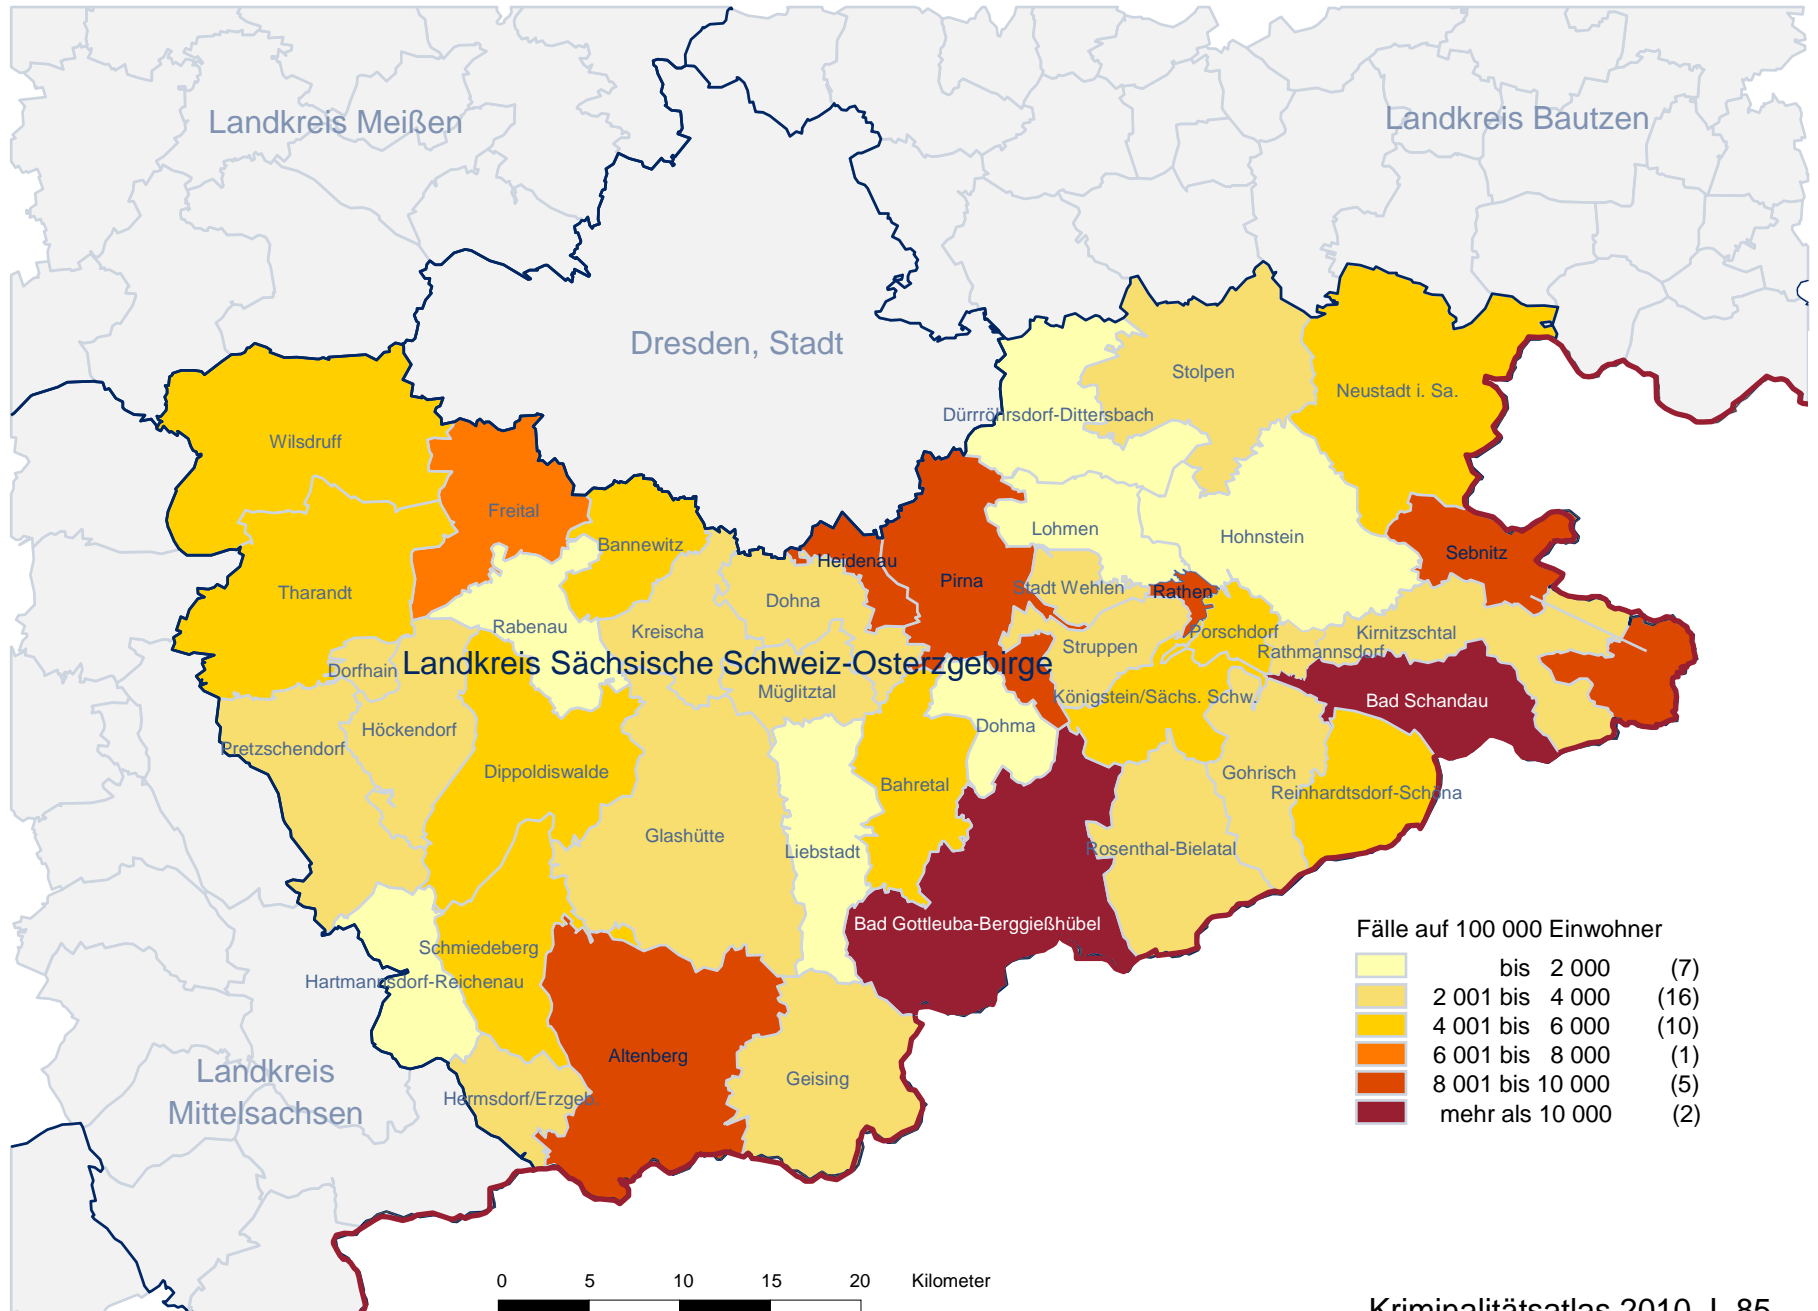 Landkreis Meißen
Landkreis Bautzen
Dresden, Stadt
Stolpen
Neustadt i. Sa.
Dürrröhrsdorf-Dittersbach
Wilsdruff
Freital
Bannewitz
Lohmen
Hohnstein
Heidenau
Sebnitz
Pirna
Tharandt
Stadt Wehlen
Rathen
Dohna
Rabenau
Kreischa
Porschdorf
Kirnitzschtal
Struppen
Rathmannsdorf
Dorfhain
Landkreis Sächsische Schweiz-Osterzgebirge
Müglitztal
Königstein/Sächs. Schw.
Bad Schandau
Höckendorf
Dohma
Pretzschendorf
Dippoldiswalde
Bahretal
Gohrisch
Reinhardtsdorf-Schöna
Glashütte
Liebstadt
Rosenthal-Bielatal
Bad Gottleuba-Berggießhübel
Schmiedeberg
Hartmannsdorf-Reichenau
Altenberg
Geising
Hermsdorf/Erzgeb.
Landkreis
Mittelsachsen
Fälle auf 100 000 Einwohner
bis 2 000 (7)
2 001 bis 4 000 (16)
4 001 bis 6 000 (10)
6 001 bis 8 000 (1)
8 001 bis 10 000 (5)
mehr als 10 000 (2)
0 5 10 15 20 Kilometer
Kriminalitätsatlas 2010 | 85